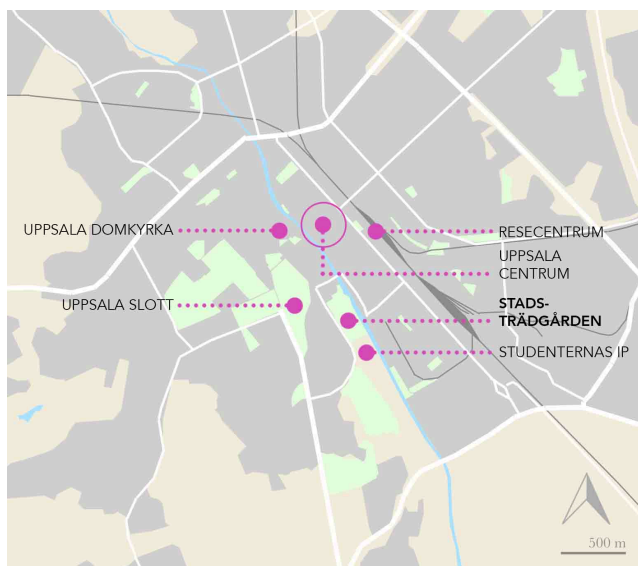 UPPSALA DOMKYRKA
RESECENTRUM
UPPSALA
CENTRUM
UPPSALA SLOTT
STADS-
TRÄDGÅRDEN
STUDENTERNAS IP
500 m